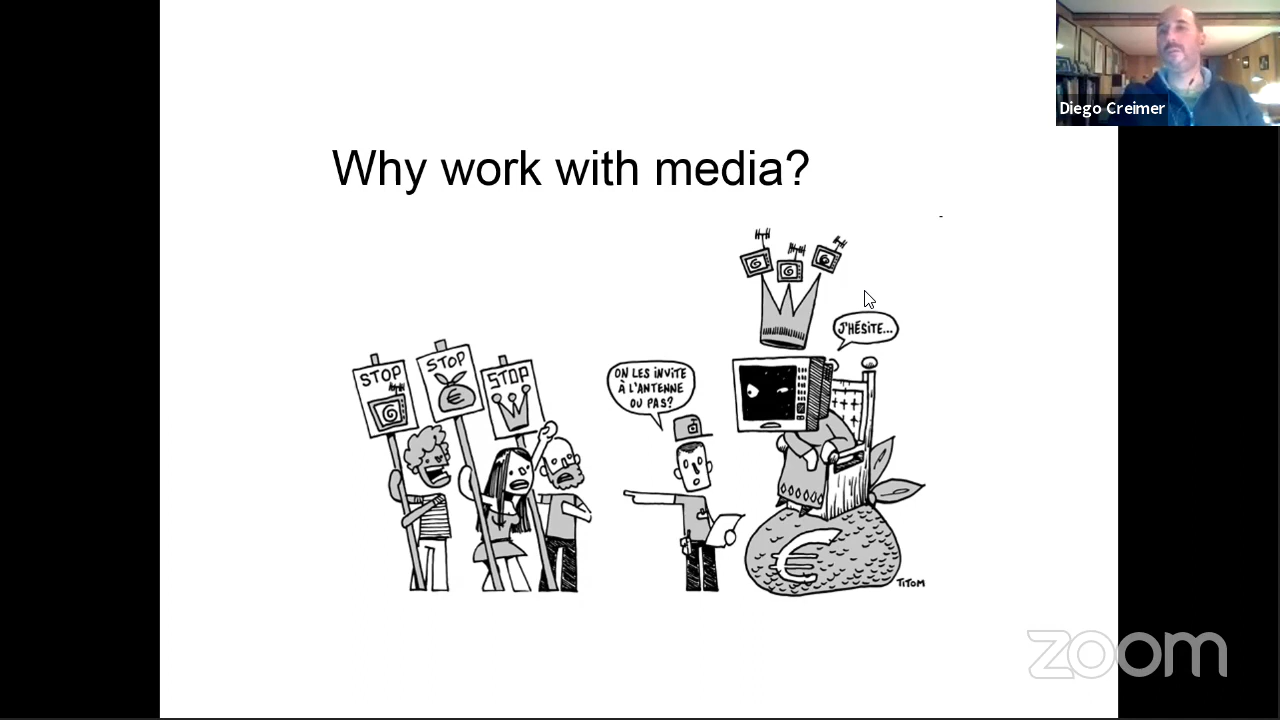 Diego Creimer
Why work with media?
J'HÉSITE...
STOP
STOP
STOP
ON LES INVITE
À L'ANTENNE
OU PAS?
€
€
TITOM
zoom